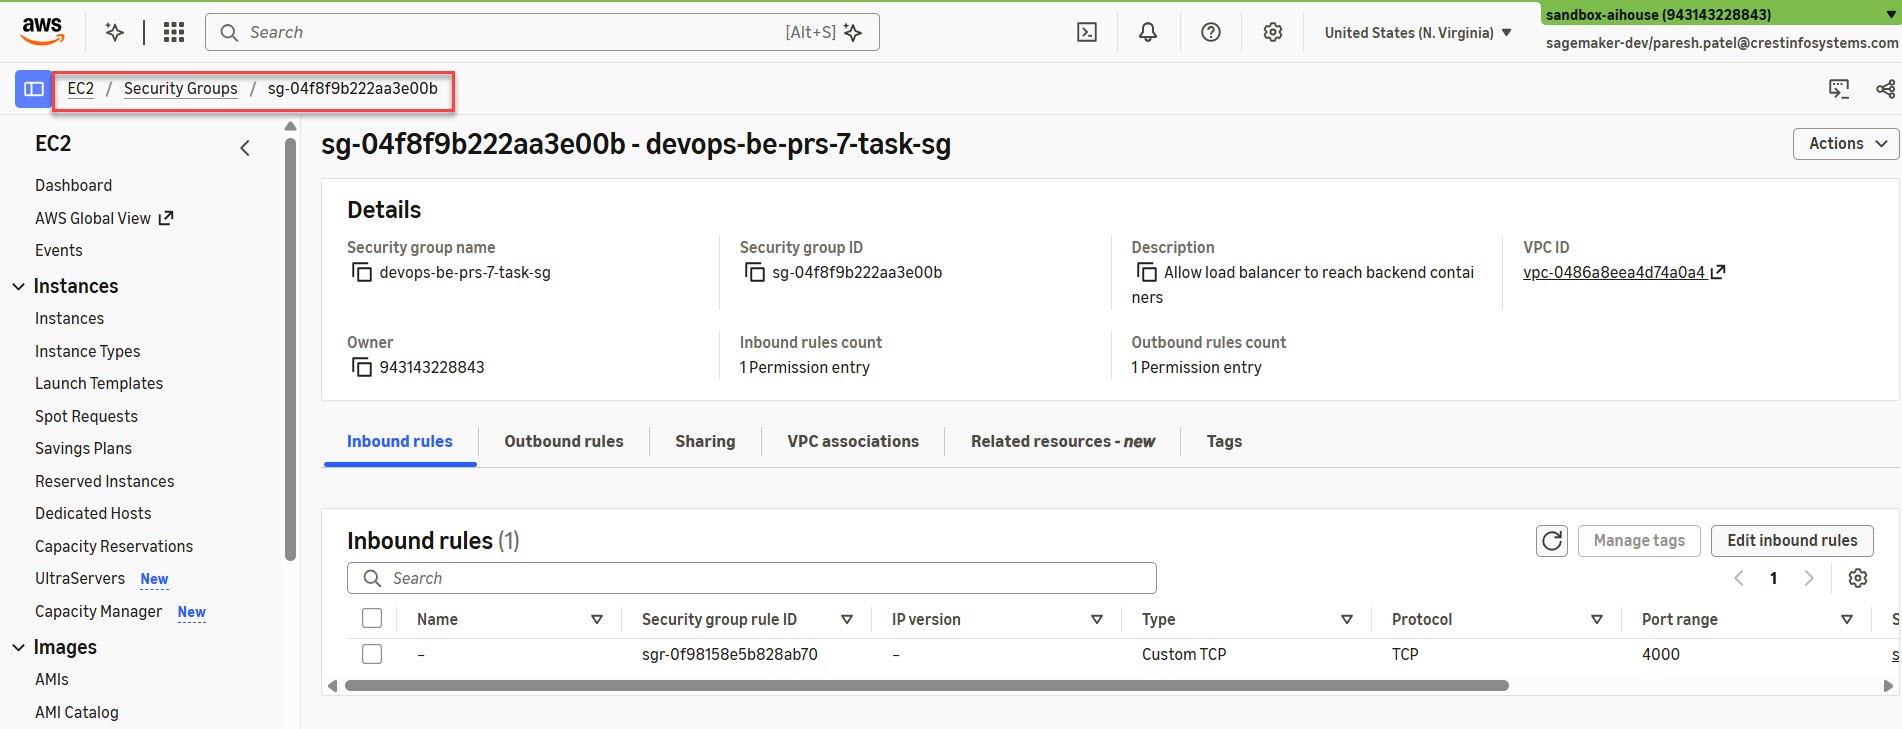 aws
Search [Alt+S]
United States (N. Virginia)
sandbox-aihouse (943143228843)
sagemaker-dev/paresh.patel@crestinfosystems.com
EC2 / Security Groups / sg-04f8f9b222aa3e00b
EC2
Dashboard
AWS Global View
Events
Instances
Instances
Instance Types
Launch Templates
Spot Requests
Savings Plans
Reserved Instances
Dedicated Hosts
Capacity Reservations
UltraServers New
Capacity Manager New
Images
AMIs
AMI Catalog
sg-04f8f9b222aa3e00b - devops-be-prs-7-task-sg
Actions
Details
Security group name
devops-be-prs-7-task-sg
Security group ID
sg-04f8f9b222aa3e00b
Description
Allow load balancer to reach backend contai
ners
VPC ID
vpc-0486a8eea4d74a0a4
Owner
943143228843
Inbound rules count
1 Permission entry
Outbound rules count
1 Permission entry
Inbound rules Outbound rules Sharing VPC associations Related resources - new Tags
Inbound rules (1)
Manage tags Edit inbound rules
Search
1
Name Security group rule ID IP version Type Protocol Port range S
– sgr-0f98158e5b828ab70 – Custom TCP TCP 4000 s